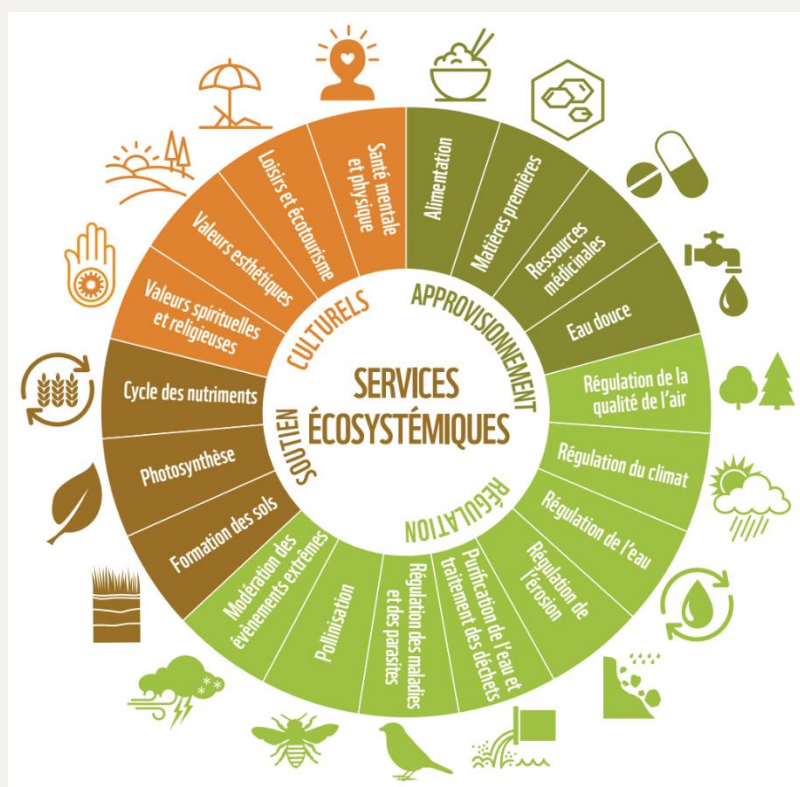 SERVICES
ÉCOSYSTÉMIQUES
APPROVISIONNEMENT
Alimentation
Matières premières
Ressources
médicinales
Eau douce
RÉGULATION
Régulation de la
qualité de l'air
Régulation du climat
Régulation de l'eau
Régulation de
l'érosion
Purification de l'eau et
traitement des déchets
Régulation des maladies
et des parasites
Pollinisation
Modération des
évènements extrêmes
SOUTIEN
Formation des sols
Photosynthèse
Cycle des nutriments
CULTURELS
Valeurs spirituelles
et religieuses
Valeurs esthétiques
Loisirs et écotourisme
Santé mentale
et physique